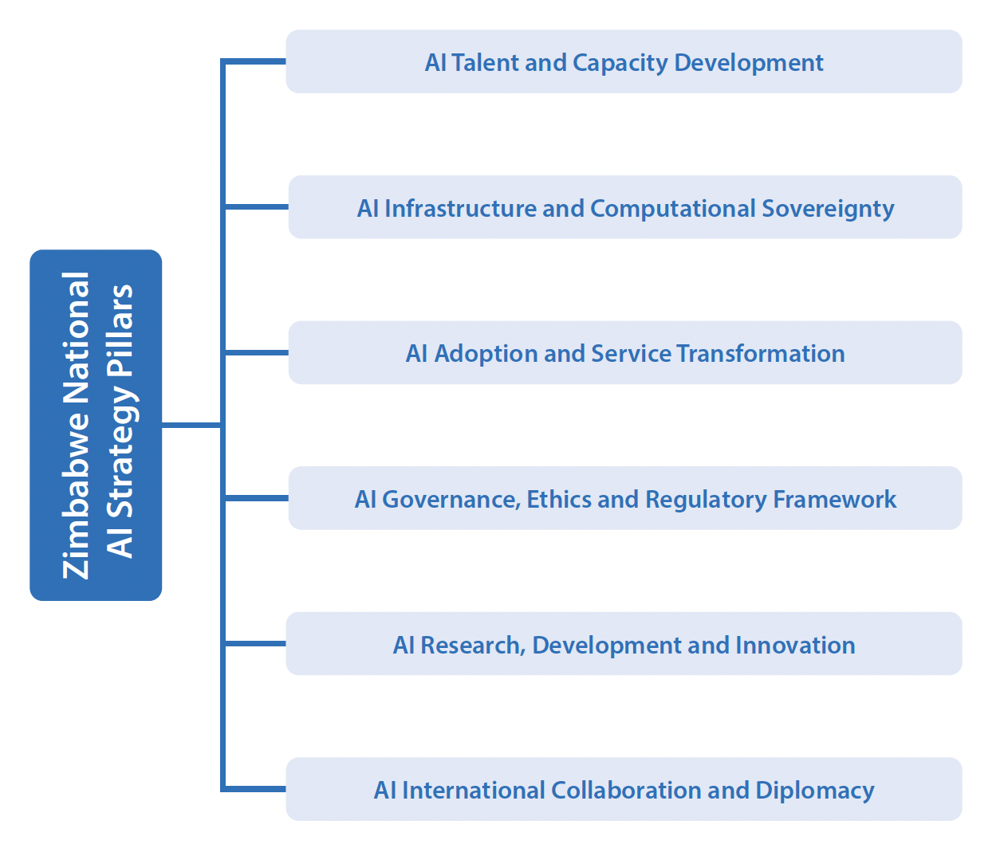 Zimbabwe National
AI Strategy Pillars
AI Talent and Capacity Development
AI Infrastructure and Computational Sovereignty
AI Adoption and Service Transformation
AI Governance, Ethics and Regulatory Framework
AI Research, Development and Innovation
AI International Collaboration and Diplomacy